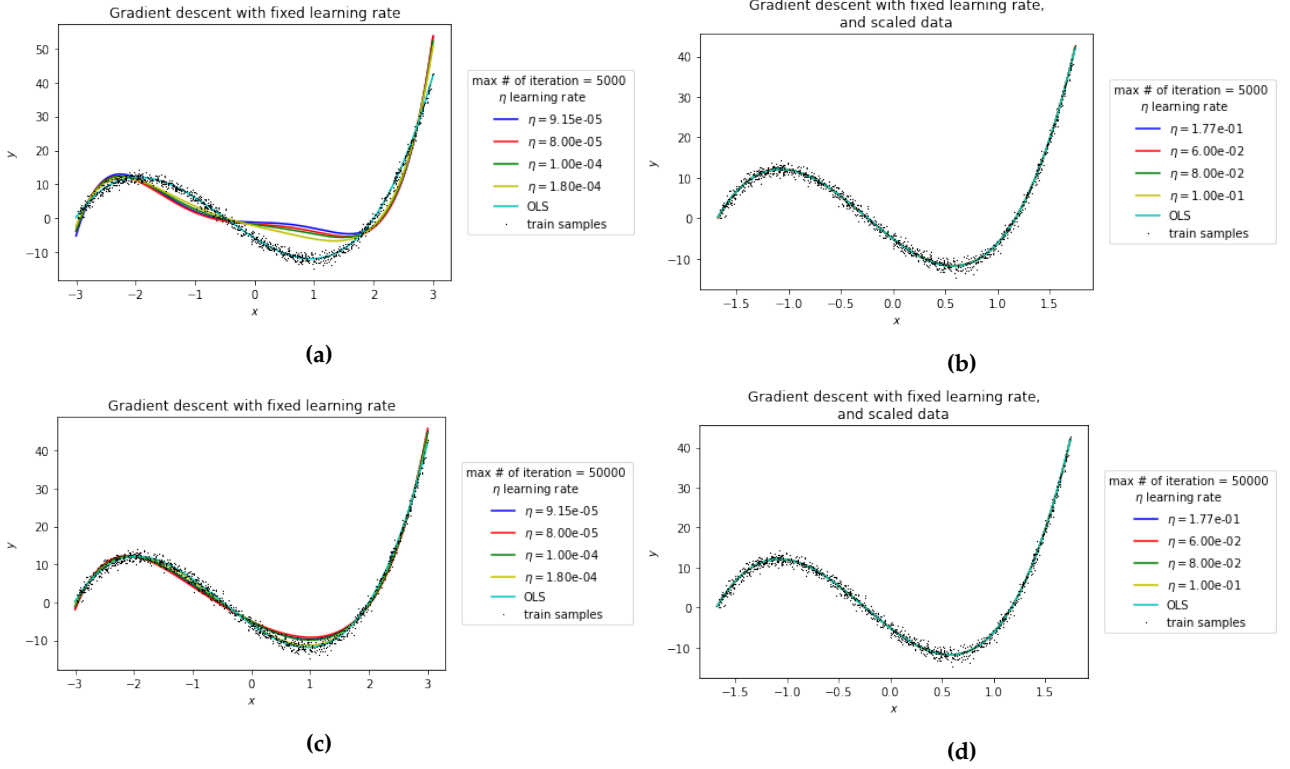 Gradient descent with fixed learning rate
50
40
30
20
10
0
−10
y
−3
−2
−1
0
1
2
3
x
max # of iteration = 5000
η learning rate
η = 9.15e-05
η = 8.00e-05
η = 1.00e-04
η = 1.80e-04
OLS
train samples
(a)
Gradient descent with fixed learning rate,
and scaled data
40
30
20
10
0
−10
y
−1.5
−1.0
−0.5
0.0
0.5
1.0
1.5
x
max # of iteration = 5000
η learning rate
η = 1.77e-01
η = 6.00e-02
η = 8.00e-02
η = 1.00e-01
OLS
train samples
(b)
Gradient descent with fixed learning rate
40
30
20
10
0
−10
y
−3
−2
−1
0
1
2
3
x
max # of iteration = 50000
η learning rate
η = 9.15e-05
η = 8.00e-05
η = 1.00e-04
η = 1.80e-04
OLS
train samples
(c)
Gradient descent with fixed learning rate,
and scaled data
40
30
20
10
0
−10
y
−1.5
−1.0
−0.5
0.0
0.5
1.0
1.5
x
max # of iteration = 50000
η learning rate
η = 1.77e-01
η = 6.00e-02
η = 8.00e-02
η = 1.00e-01
OLS
train samples
(d)